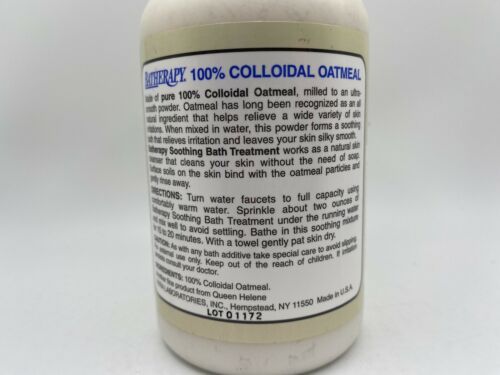 BATHERAPY. 100% COLLOIDAL OATMEAL
Made of pure 100% Colloidal Oatmeal, milled to an ultra-
smooth powder. Oatmeal has long been recognized as an all
natural ingredient that helps relieve a wide variety of skin
irritations. When mixed in water, this powder forms a soothing
bath that relieves irritation and leaves your skin silky smooth.
Batherapy Soothing Bath Treatment works as a natural skin
cleanser that cleans your skin without the need of soap.
Surface soils on the skin bind with the oatmeal particles and
gently rinse away.
DIRECTIONS: Turn water faucets to full capacity using
comfortably warm water. Sprinkle about two ounces of
Batherapy Soothing Bath Treatment under the running water
and mix well to avoid settling. Bathe in this soothing mixture
for 15 to 20 minutes. With a towel gently pat skin dry.
CAUTION: As with any bath additive take special care to avoid slipping.
external use only. Keep out of the reach of children. If irritation
consult your doctor.
INGREDIENTS: 100% Colloidal Oatmeal.
fine product from Queen Helene
LABORATORIES, INC., Hempstead, NY 11550 Made in U.S.A.
LOT 01172